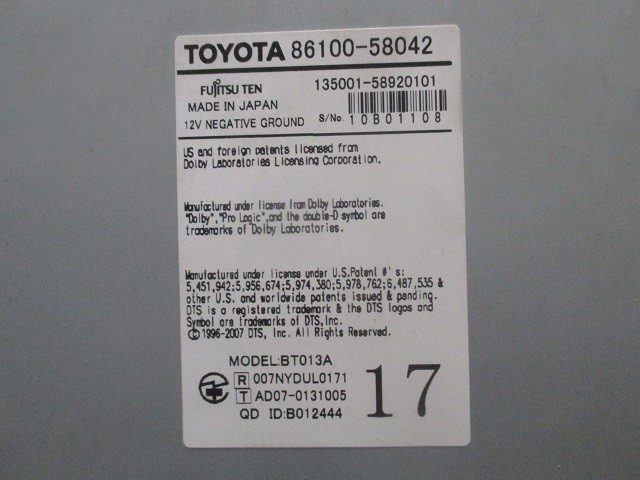 TOYOTA 86100-58042
FUJITSU TEN 135001-58920101
MADE IN JAPAN
12V NEGATIVE GROUND S/No. 10B01108
US and foreign patents licensed from
Dolby Laboratories Licensing Corporation.
Manufactured under license from Dolby Laboratories.
"Dolby","Pro Logic",and the double-D symbol are
trademarks of Dolby Laboratories.
Manufactured under license under U.S.Patent #'s:
5,451,942;5,956,674;5,974,380;5,978,762;6,487,535 &
other U.S. and worldwide patents issued & pending.
DTS is a registered trademark & the DTS logos and
Symbol are trademarks of DTS,Inc.
©1996-2007 DTS, Inc. All Rights Reserved.
MODEL:BT013A
R 007NYDUL0171
T AD07-0131005
QD ID:B012444
17